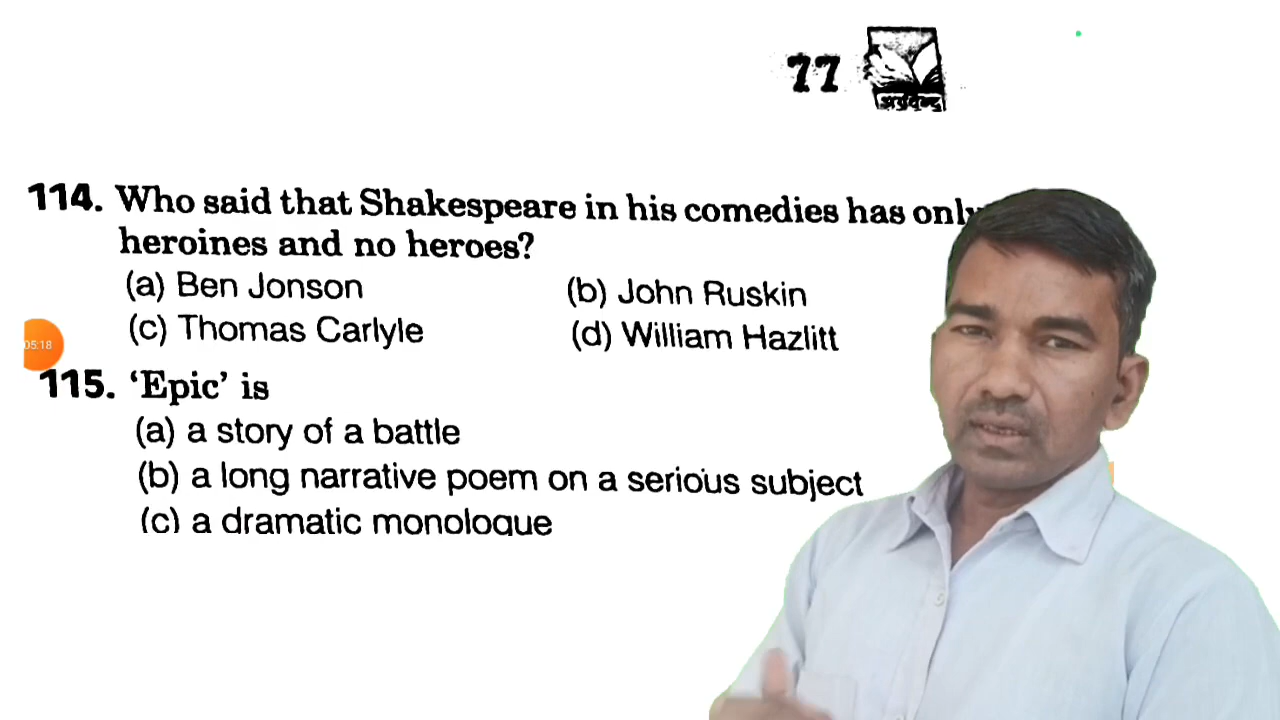 77
114. Who said that Shakespeare in his comedies has only
heroines and no heroes?
(a) Ben Jonson (b) John Ruskin
(c) Thomas Carlyle (d) William Hazlitt
05:18
115. ‘Epic’ is
(a) a story of a battle
(b) a long narrative poem on a serious subject
(c) a dramatic monologue